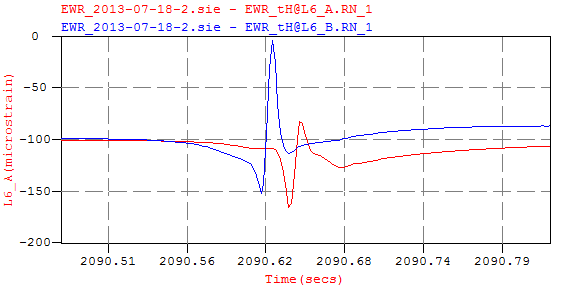 EWR_2013-07-18-2.sie - EWR_tH@L6_A.RN_1
EWR_2013-07-18-2.sie - EWR_tH@L6_B.RN_1
L6_A(microstrain)
0
-50
-100
-150
-200
2090.51 2090.56 2090.62 2090.68 2090.74 2090.79
Time(secs)